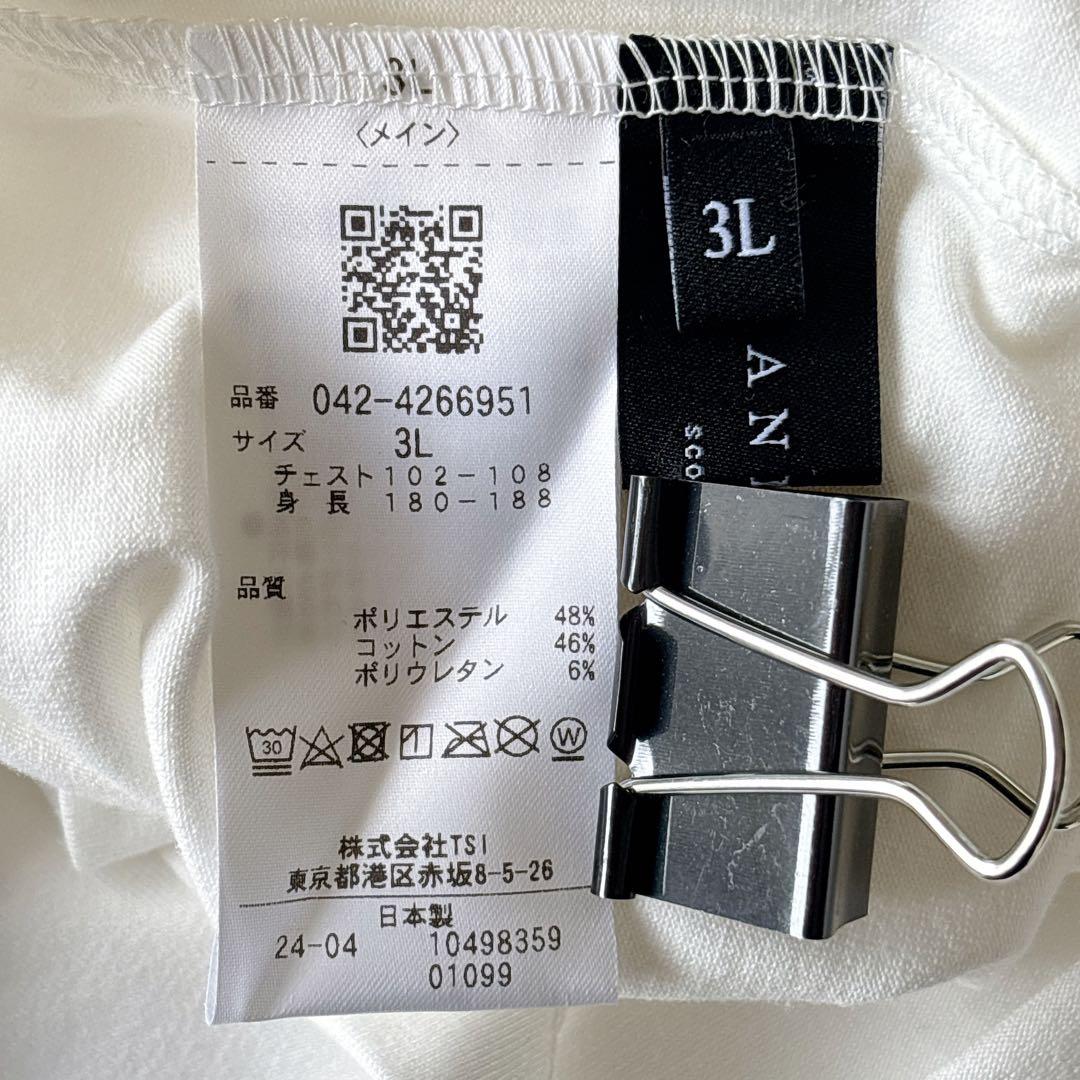 3L
〈メイン〉
品番 042-4266951
サイズ 3L
チェスト 102-108
身長 180-188
品質
ポリエステル 48%
コットン 46%
ポリウレタン 6%
30
W
株式会社TSI
東京都港区赤坂8-5-26
日本製
24-04 10498359
01099
3L
AN
SCO